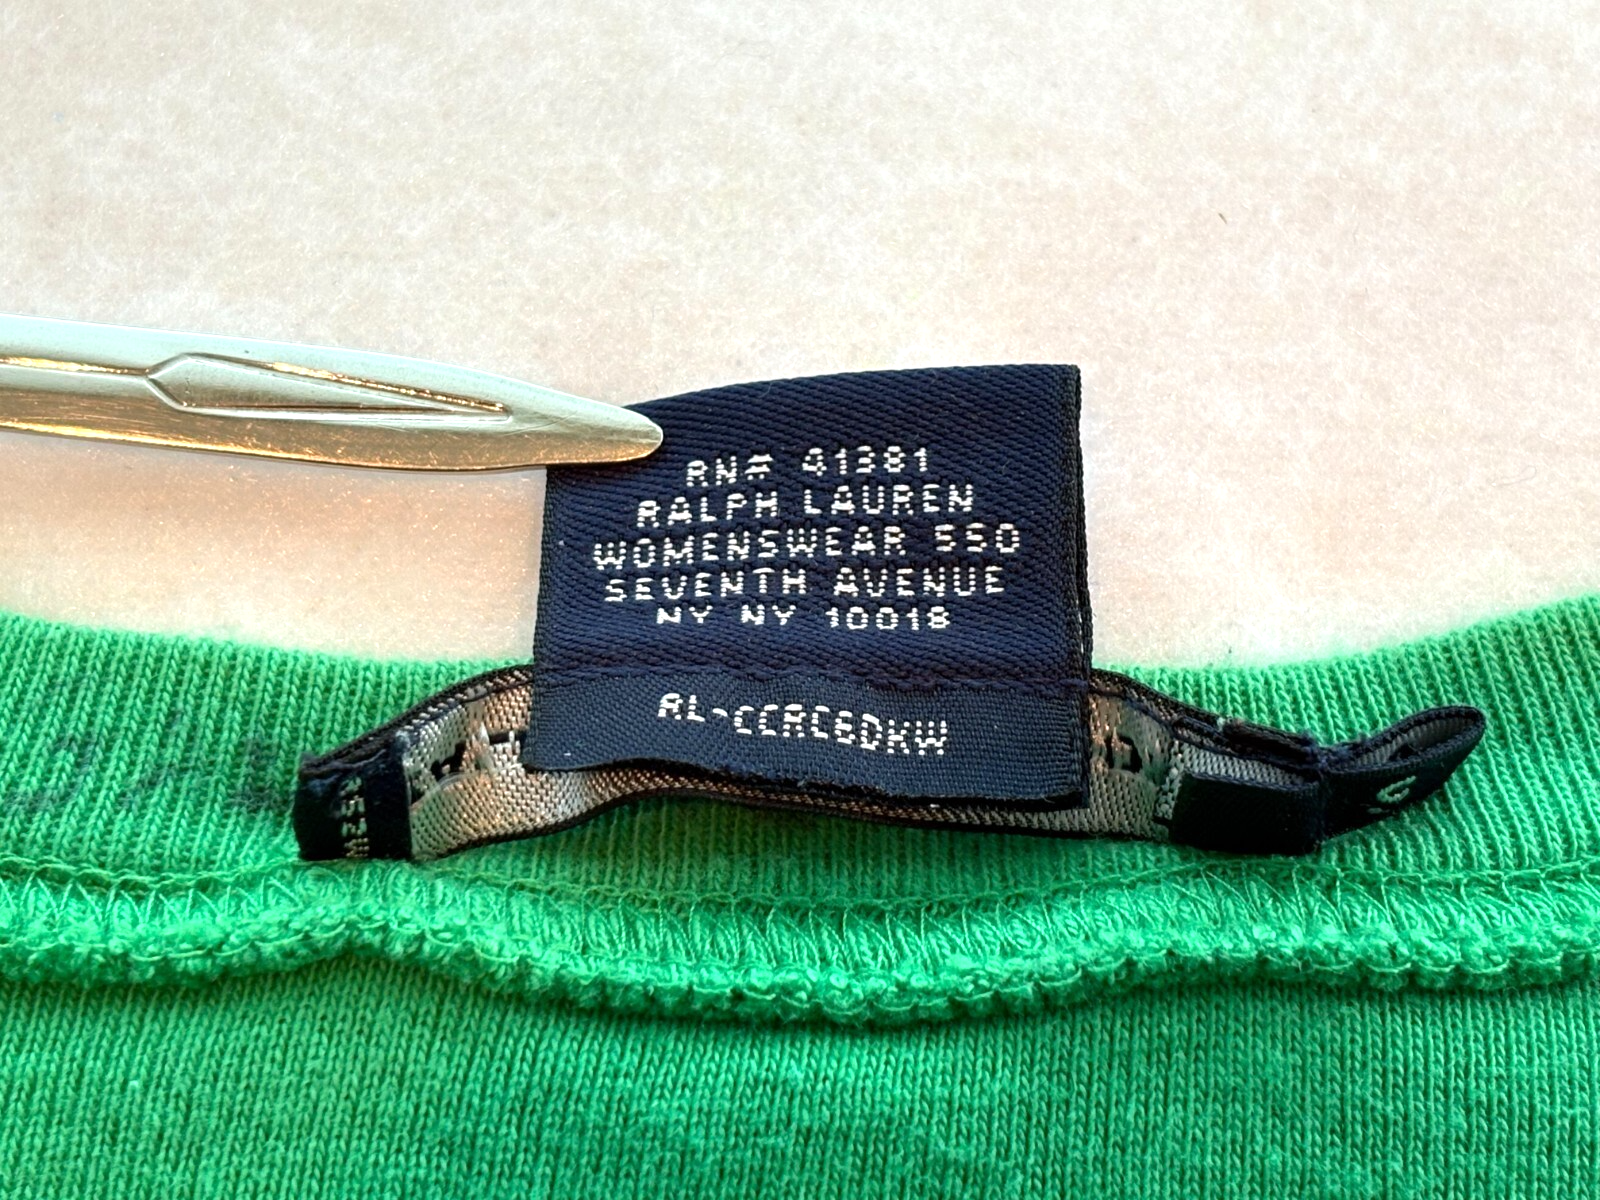 RN# 41381
RALPH LAUREN
WOMENSWEAR 550
SEVENTH AVENUE
NY NY 10018
RL-CCRC6DKW